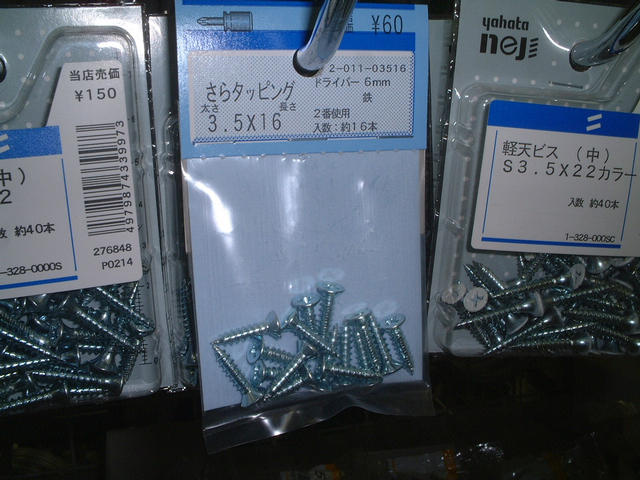 当店売価
¥150
4979874339973
276848
P0214
中)
2
数 約40本
-328-0000S
¥60
2-011-03516
さらタッピング
ドライバー 6mm
鉄
太さ 長さ
3.5X16
2番使用
入数:約16本
yahata
neji
軽天ビス (中)
S3.5X22カラー
入数 約40本
1-328-000SC